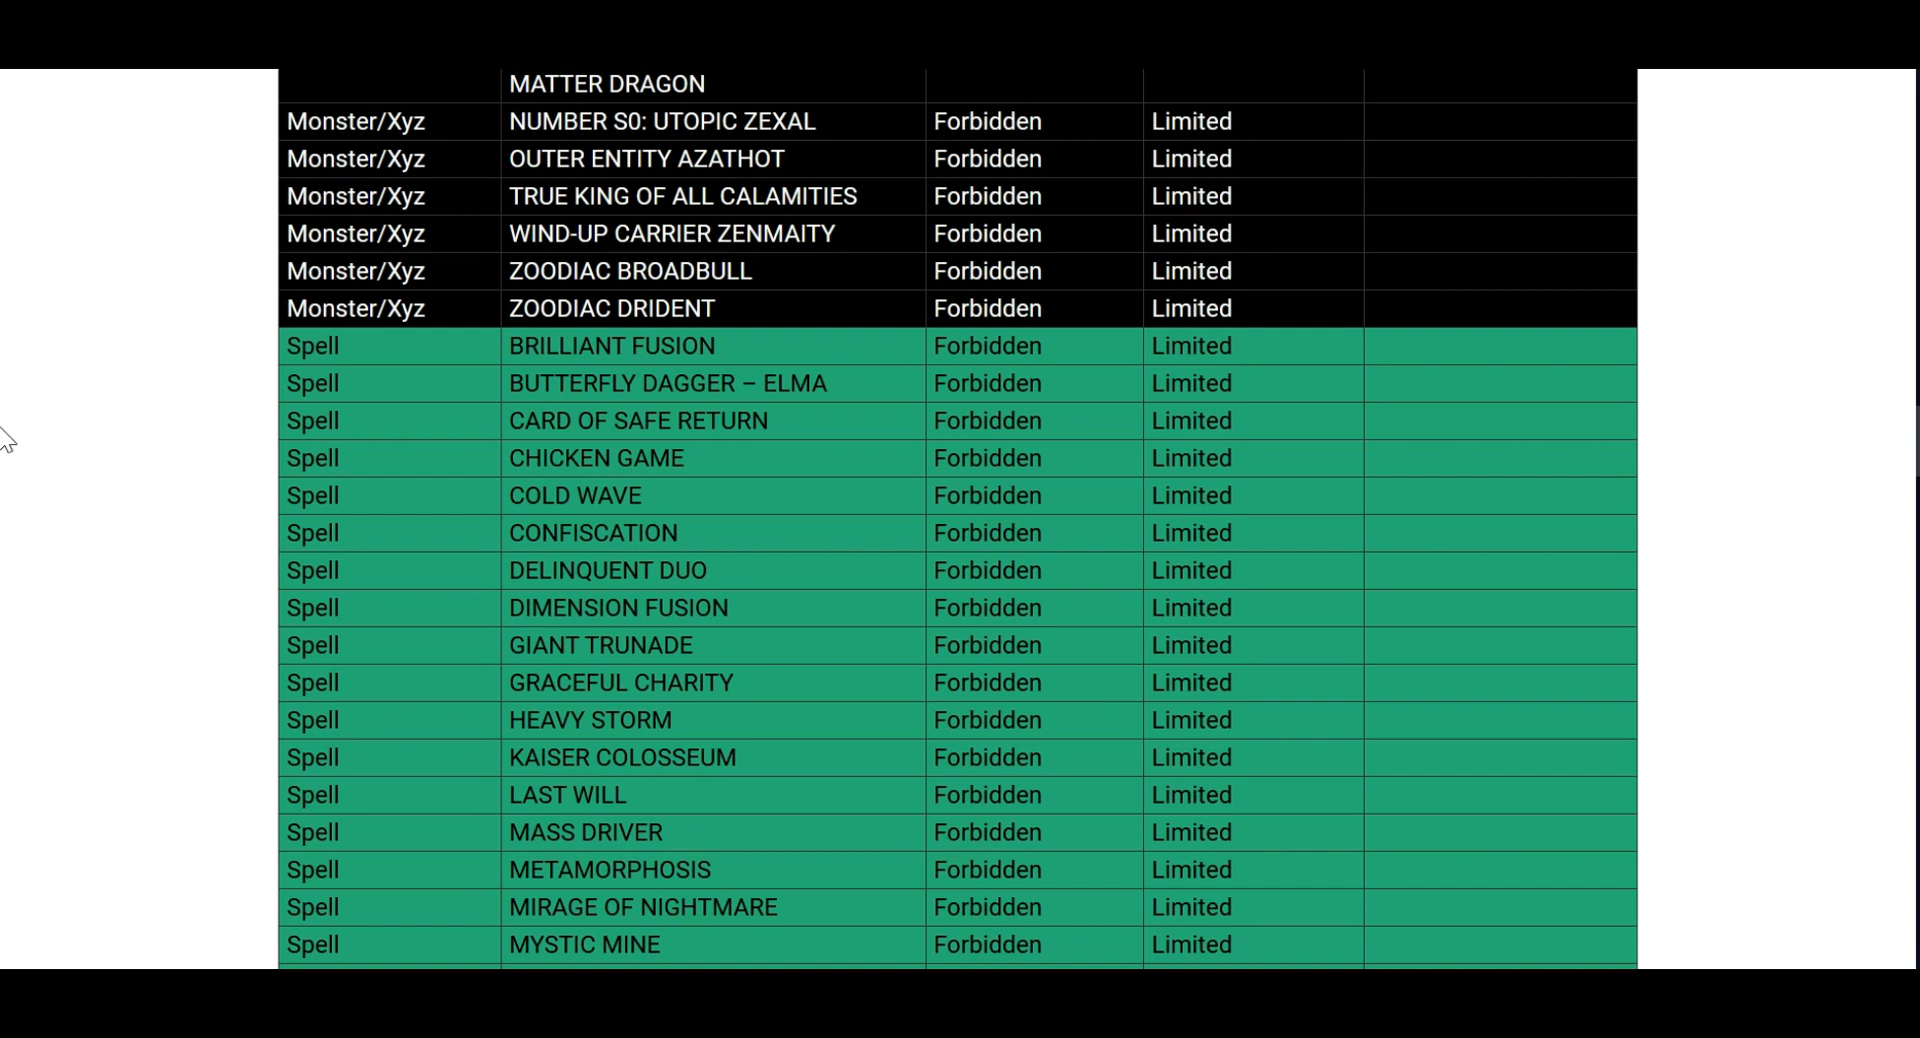 MATTER DRAGON
Monster/Xyz NUMBER S0: UTOPIC ZEXAL Forbidden Limited
Monster/Xyz OUTER ENTITY AZATHOT Forbidden Limited
Monster/Xyz TRUE KING OF ALL CALAMITIES Forbidden Limited
Monster/Xyz WIND-UP CARRIER ZENMAITY Forbidden Limited
Monster/Xyz ZOODIAC BROADBULL Forbidden Limited
Monster/Xyz ZOODIAC DRIDENT Forbidden Limited
Spell BRILLIANT FUSION Forbidden Limited
Spell BUTTERFLY DAGGER – ELMA Forbidden Limited
Spell CARD OF SAFE RETURN Forbidden Limited
Spell CHICKEN GAME Forbidden Limited
Spell COLD WAVE Forbidden Limited
Spell CONFISCATION Forbidden Limited
Spell DELINQUENT DUO Forbidden Limited
Spell DIMENSION FUSION Forbidden Limited
Spell GIANT TRUNADE Forbidden Limited
Spell GRACEFUL CHARITY Forbidden Limited
Spell HEAVY STORM Forbidden Limited
Spell KAISER COLOSSEUM Forbidden Limited
Spell LAST WILL Forbidden Limited
Spell MASS DRIVER Forbidden Limited
Spell METAMORPHOSIS Forbidden Limited
Spell MIRAGE OF NIGHTMARE Forbidden Limited
Spell MYSTIC MINE Forbidden Limited